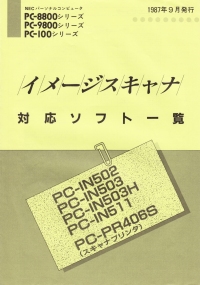 NEC パーソナルコンピュータ
PC-8800シリーズ
PC-9800シリーズ
PC-100シリーズ
1987年9月発行
イメージスキャナ
対応ソフト一覧
PC-IN502
PC-IN503
PC-IN503H
PC-IN511
PC-PR406S
(スキャナプリンタ)